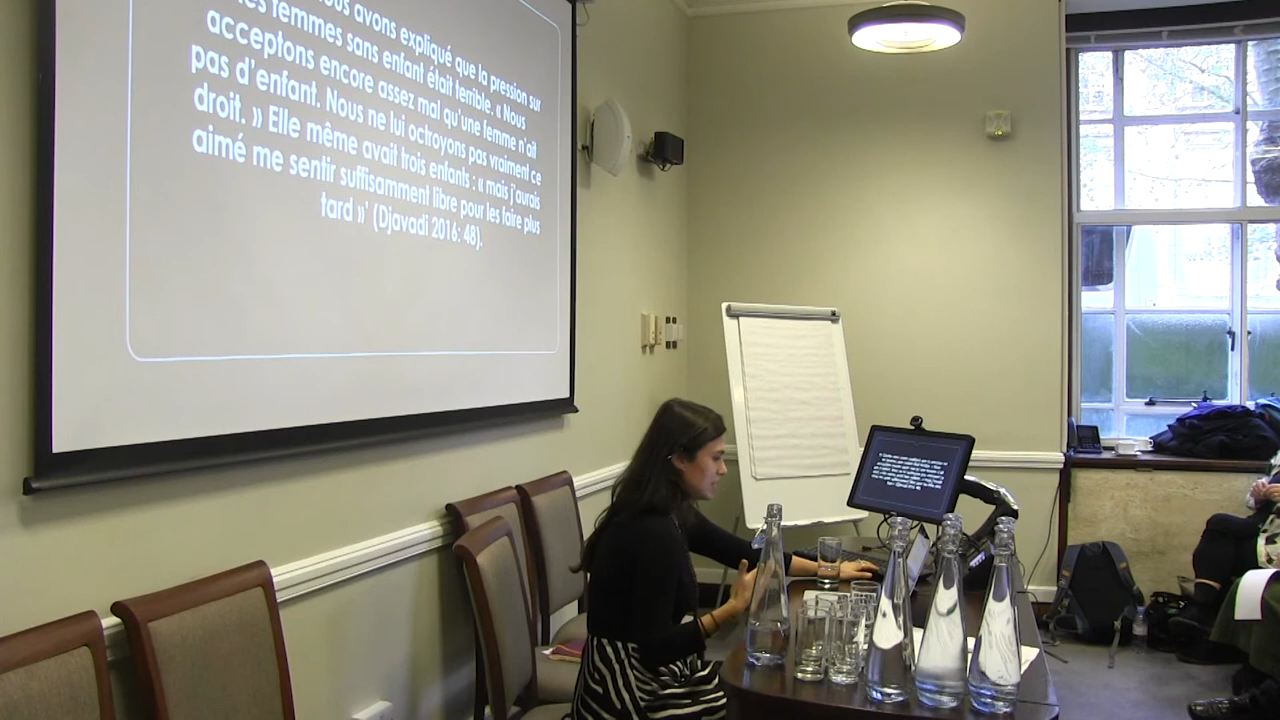 nous avons expliqué que la pression sur
les femmes sans enfant était terrible. « Nous
acceptons encore assez mal qu'une femme n'ait
pas d'enfant. Nous ne lui octroyons pas vraiment ce
droit. » Elle même avait trois enfants : « mais j'aurais
aimé me sentir suffisamment libre pour les faire plus
tard »' (Djavadi 2016: 48).